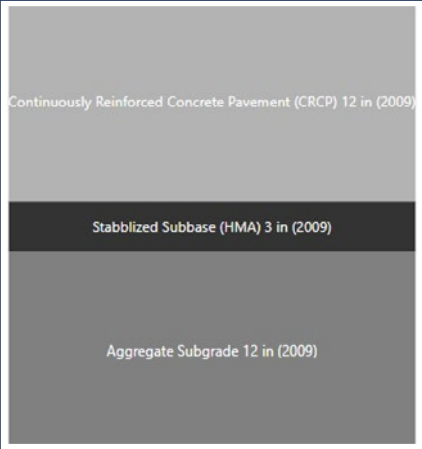 Continuously Reinforced Concrete Pavement (CRCP) 12 in (2009)
Stabblized Subbase (HMA) 3 in (2009)
Aggregate Subgrade 12 in (2009)